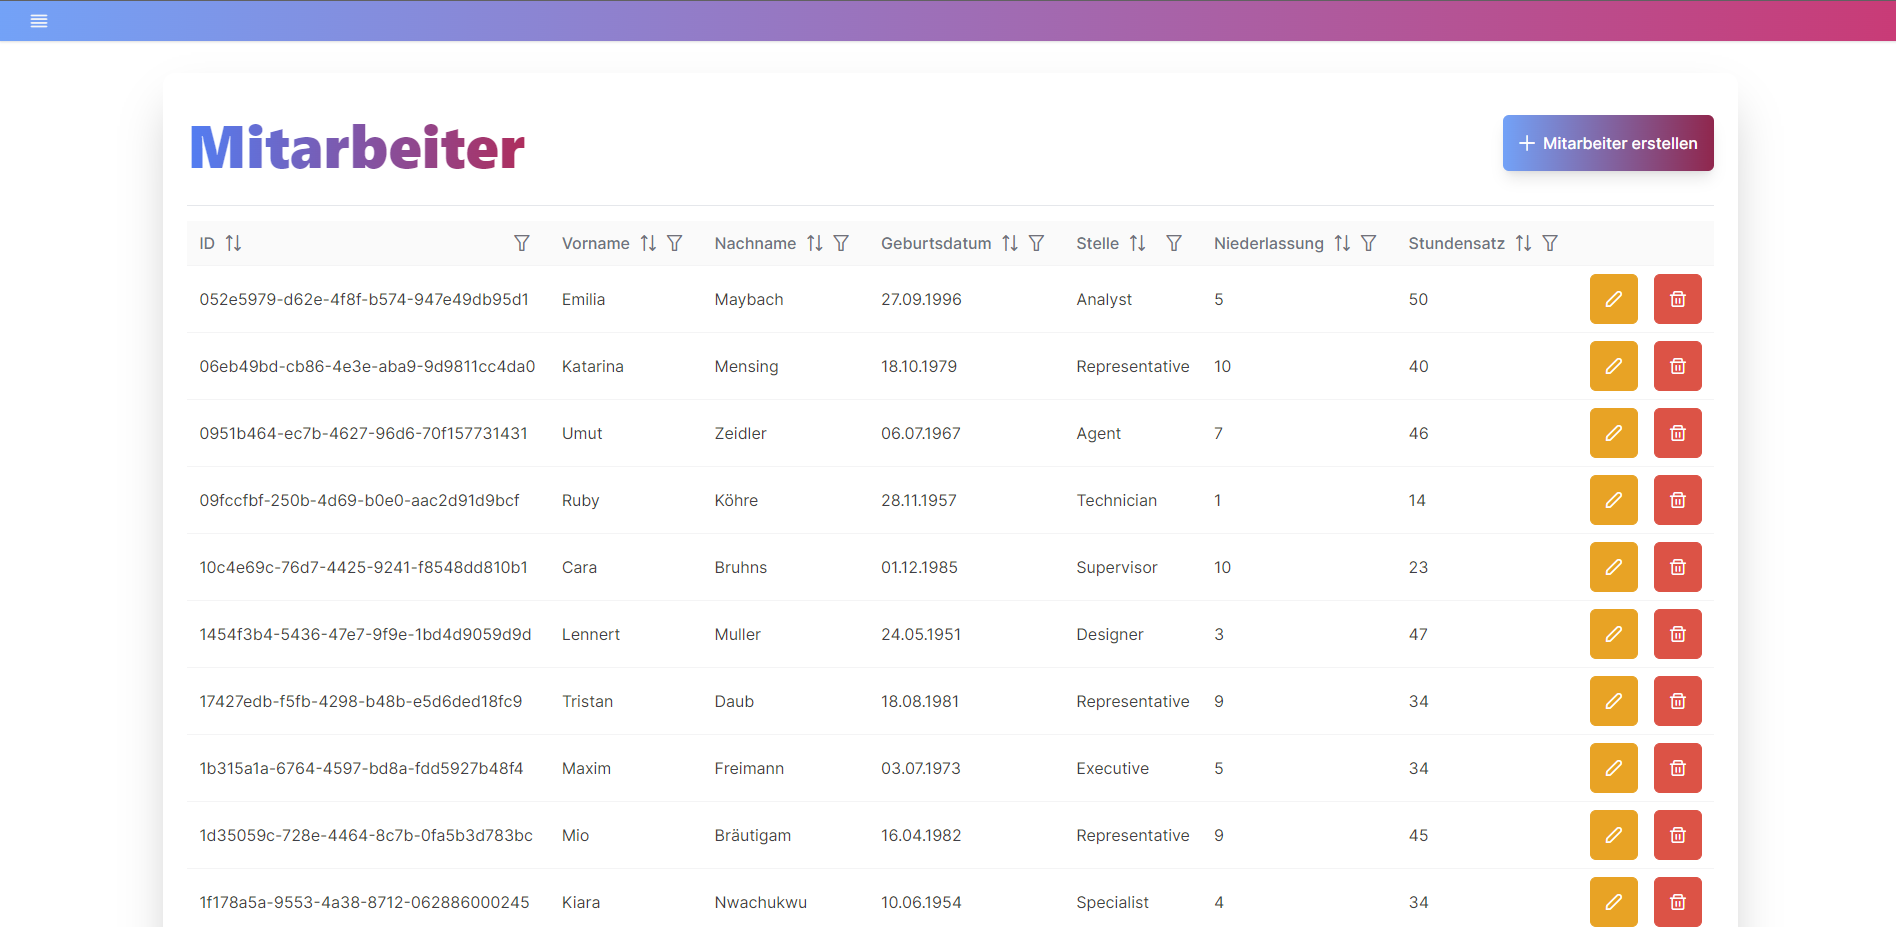 Mitarbeiter
Mitarbeiter erstellen
ID Vorname Nachname Geburtsdatum Stelle Niederlassung Stundensatz
052e5979-d62e-4f8f-b574-947e49db95d1 Emilia Maybach 27.09.1996 Analyst 5 50
06eb49bd-cb86-4e3e-aba9-9d9811cc4da0 Katarina Mensing 18.10.1979 Representative 10 40
0951b464-ec7b-4627-96d6-70f157731431 Umut Zeidler 06.07.1967 Agent 7 46
09fccfbf-250b-4d69-b0e0-aac2d91d9bcf Ruby Köhre 28.11.1957 Technician 1 14
10c4e69c-76d7-4425-9241-f8548dd810b1 Cara Bruhns 01.12.1985 Supervisor 10 23
1454f3b4-5436-47e7-9f9e-1bd4d9059d9d Lennert Muller 24.05.1951 Designer 3 47
17427edb-f5fb-4298-b48b-e5d6ded18fc9 Tristan Daub 18.08.1981 Representative 9 34
1b315a1a-6764-4597-bd8a-fdd5927b48f4 Maxim Freimann 03.07.1973 Executive 5 34
1d35059c-728e-4464-8c7b-0fa5b3d783bc Mio Bräutigam 16.04.1982 Representative 9 45
1f178a5a-9553-4a38-8712-062886000245 Kiara Nwachukwu 10.06.1954 Specialist 4 34